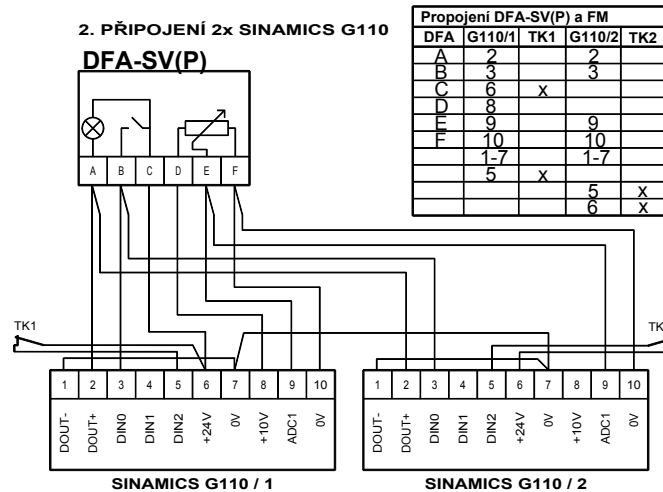 2. PŘIPOJENÍ 2x SINAMICS G110
DFA-SV(P)
A B C D E F
Propojení DFA-SV(P) a FM
DFA G110/1 TK1 G110/2 TK2
A 2 2
B 3 3
C 6 x
D 8
E 9 9
F 10 10
1-7 1-7
5 x
5 x
6 x
TK1
TK
1 2 3 4 5 6 7 8 9 10
DOUT- DOUT+ DIN0 DIN1 DIN2 +24V 0V +10V ADC1 0V
SINAMICS G110 / 1
1 2 3 4 5 6 7 8 9 10
DOUT- DOUT+ DIN0 DIN1 DIN2 +24V 0V +10V ADC1 0V
SINAMICS G110 / 2